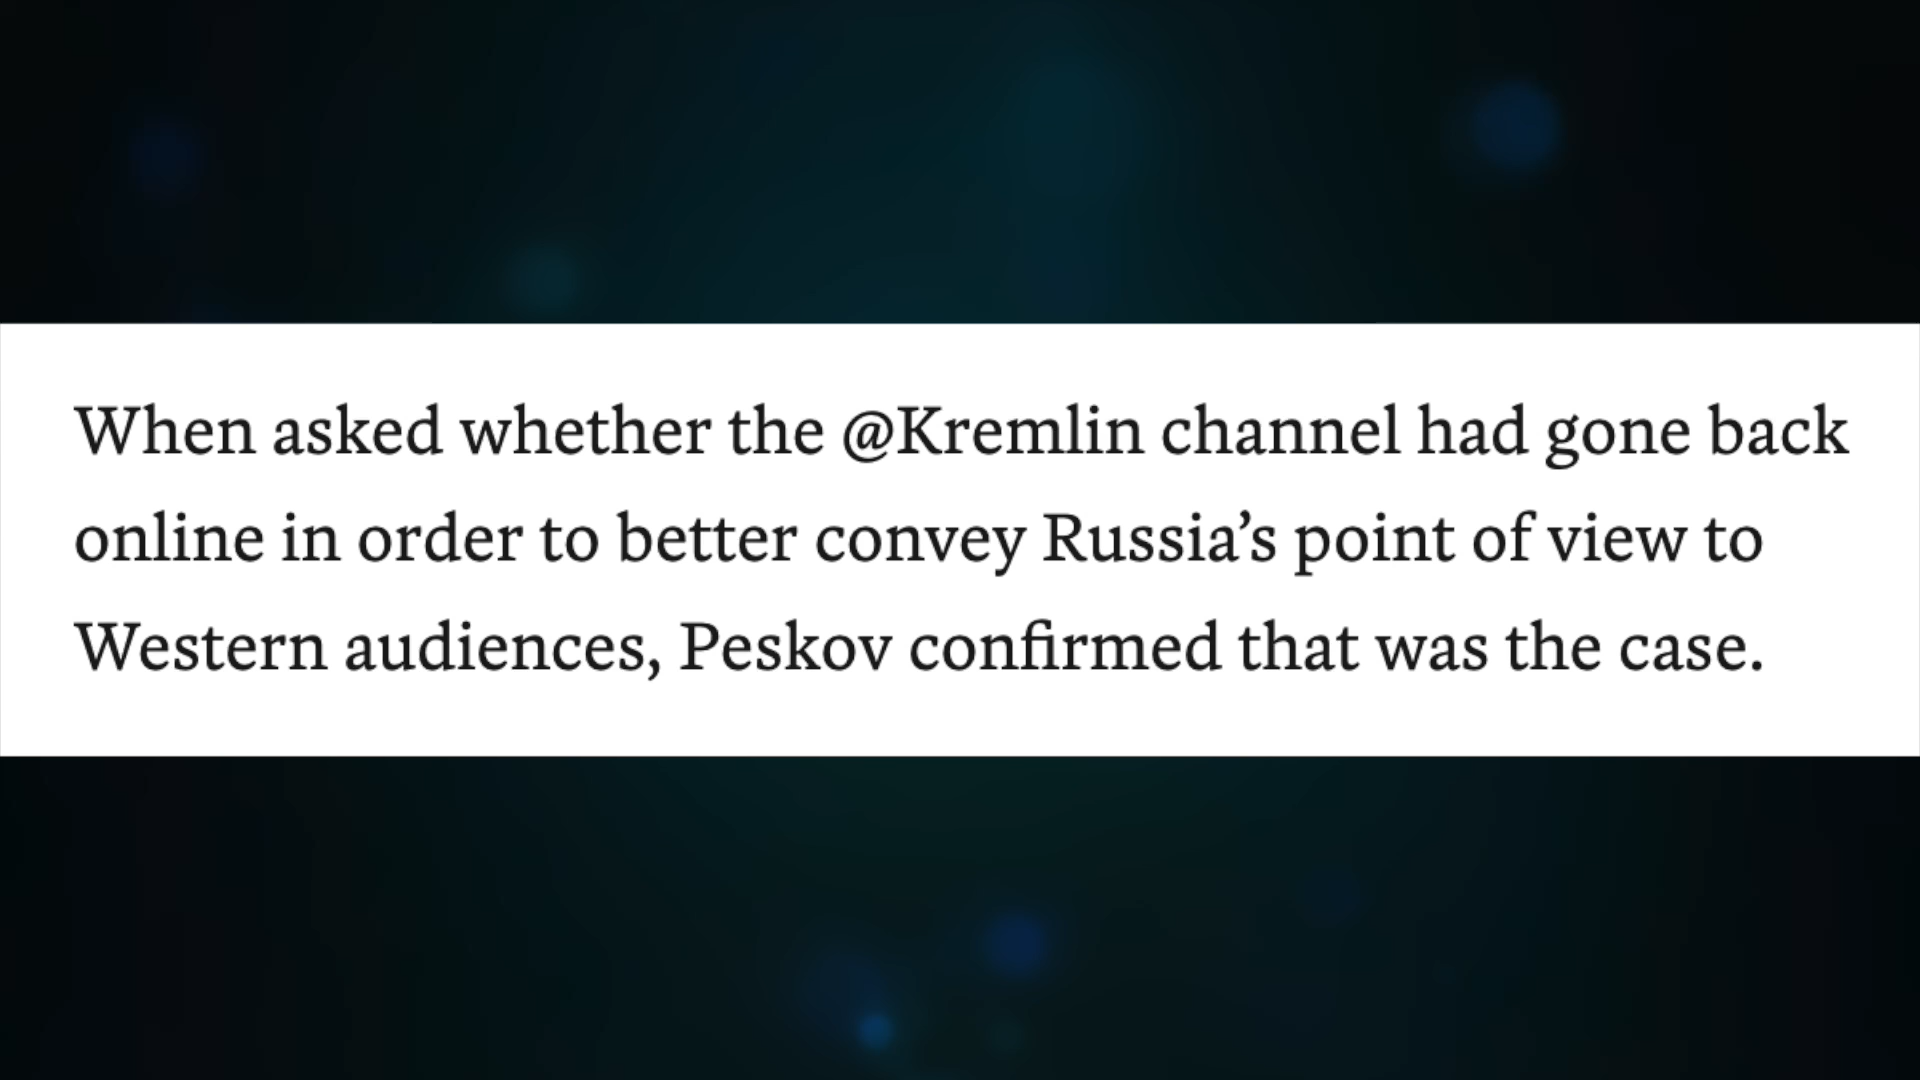 When asked whether the @Kremlin channel had gone back
online in order to better convey Russia’s point of view to
Western audiences, Peskov confirmed that was the case.